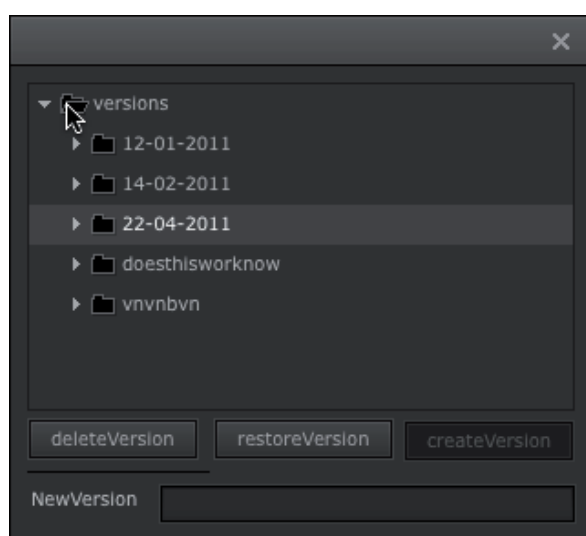 versions
12-01-2011
14-02-2011
22-04-2011
doesthisworknow
vnvnbvn
deleteVersion restoreVersion createVersion
NewVersion